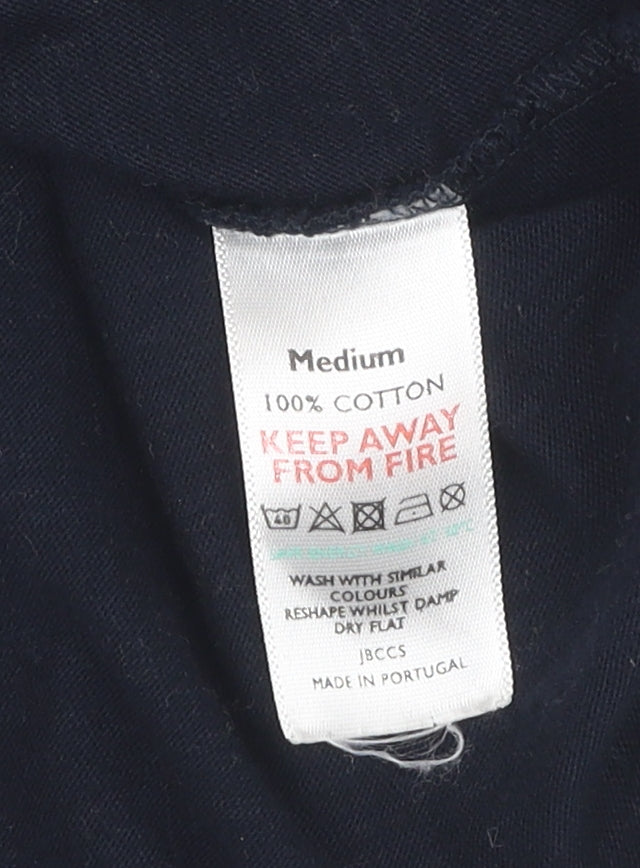 Medium
100% COTTON
KEEP AWAY
FROM FIRE
40
WASH WITH SIMILAR
COLOURS
RESHAPE WHILST DAMP
DRY FLAT
JBCCS
MADE IN PORTUGAL